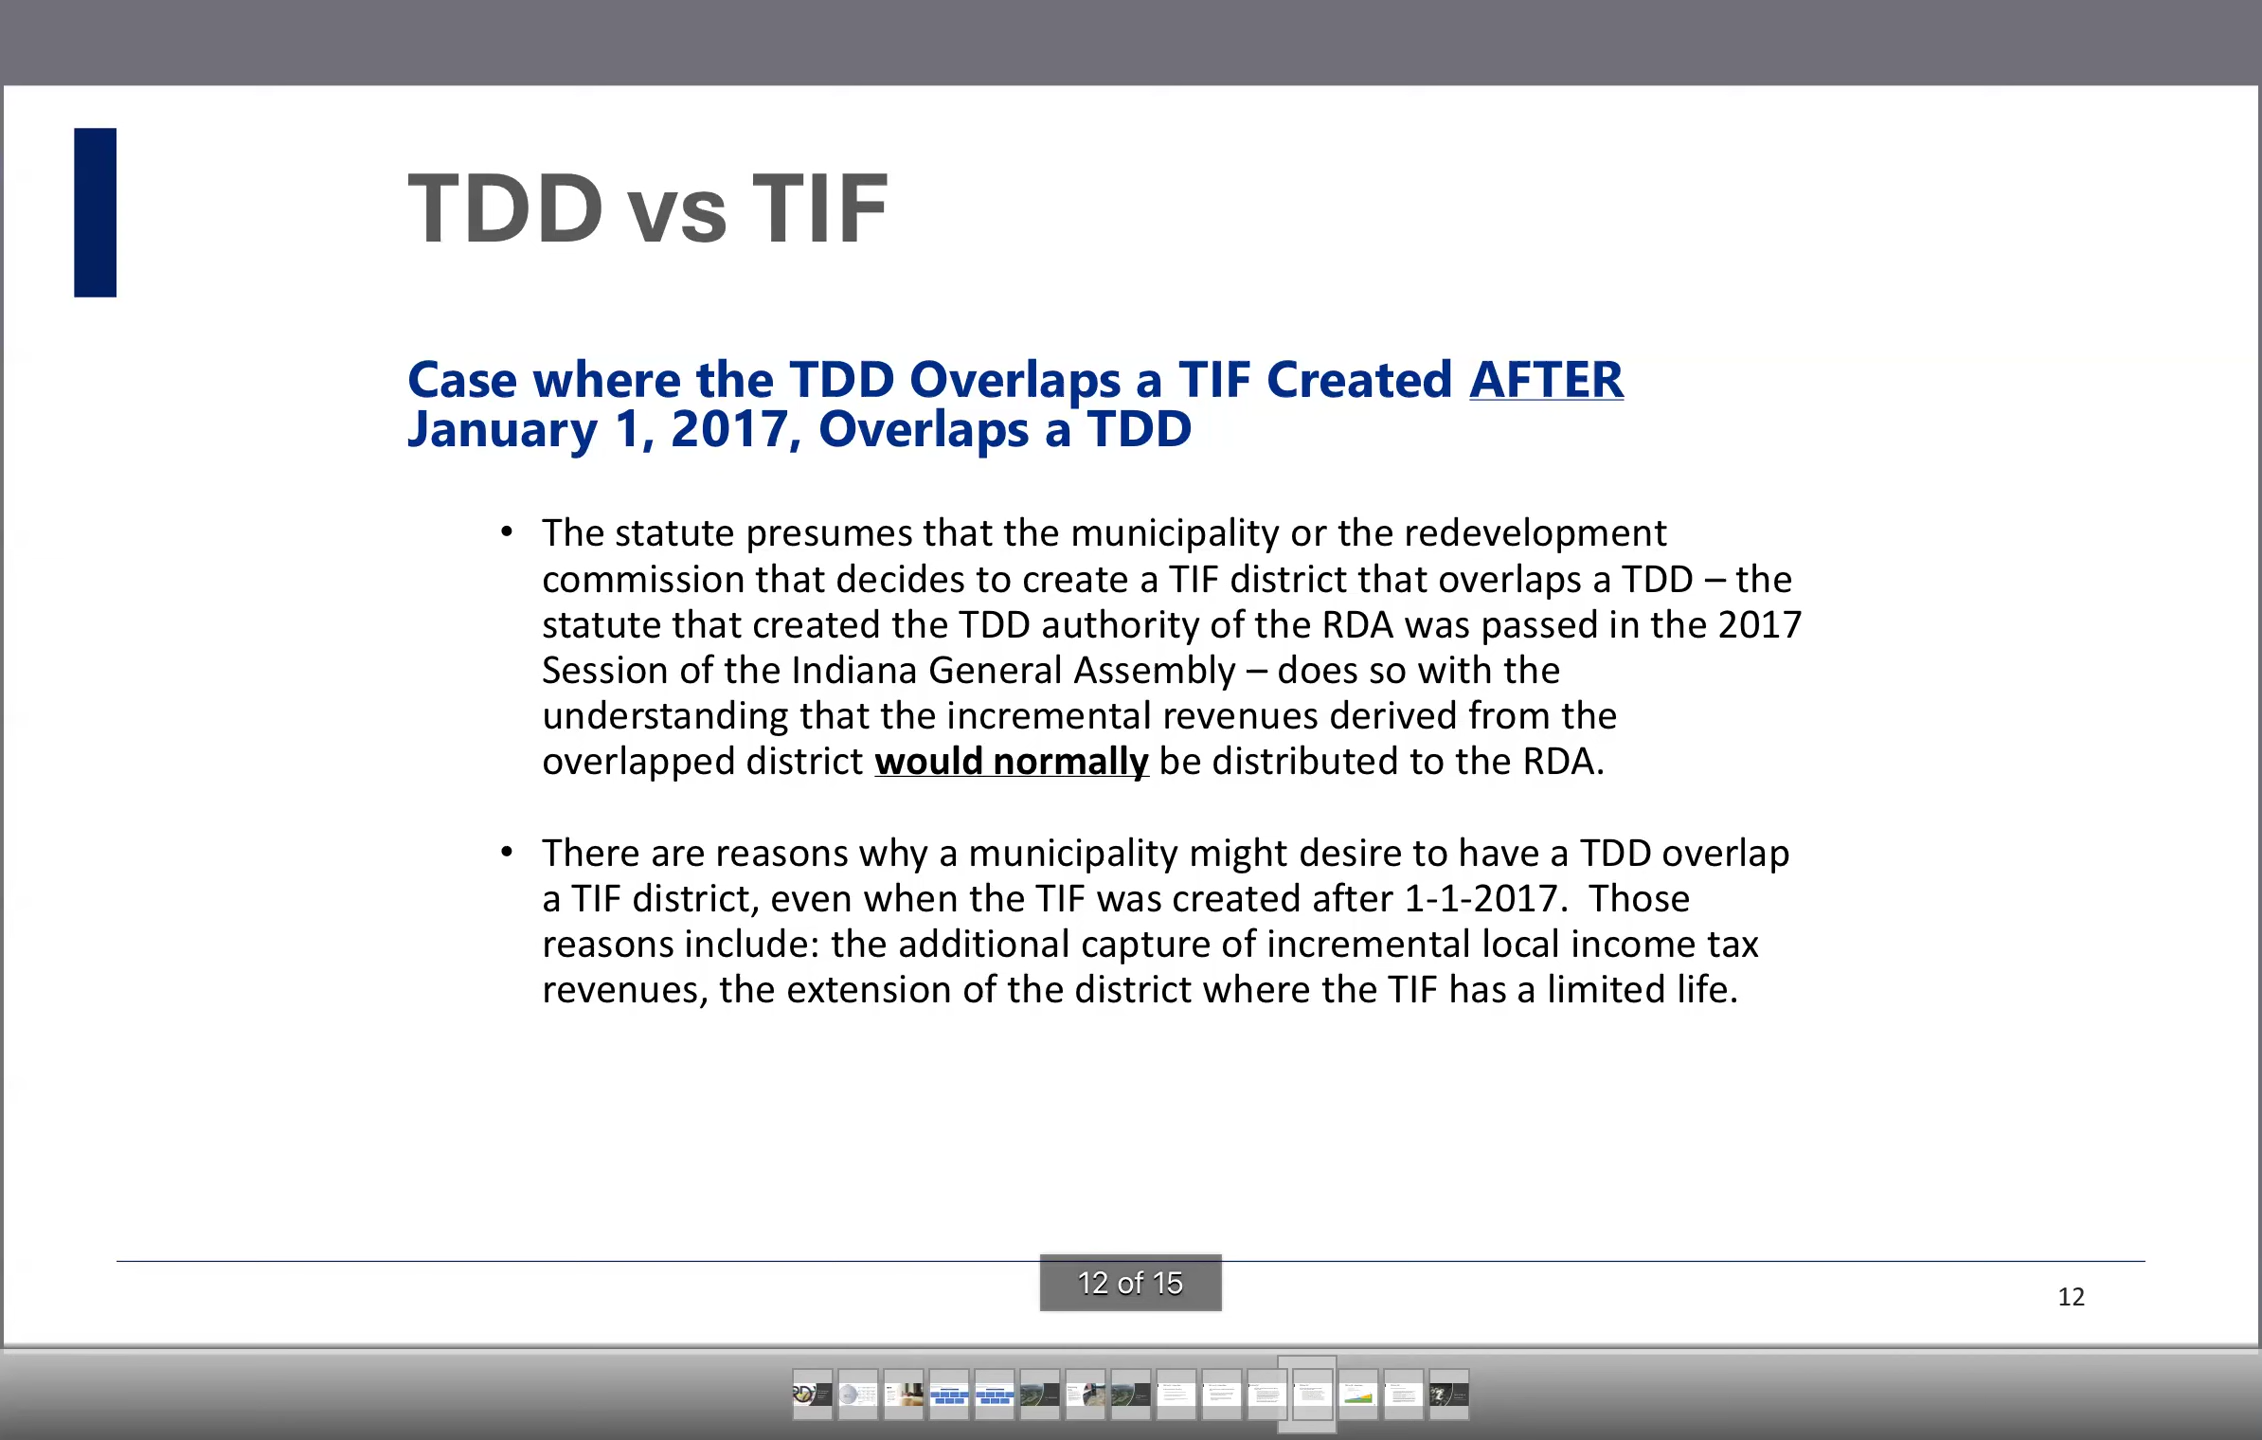 TDD vs TIF
Case where the TDD Overlaps a TIF Created AFTER
January 1, 2017, Overlaps a TDD
• The statute presumes that the municipality or the redevelopment
commission that decides to create a TIF district that overlaps a TDD – the
statute that created the TDD authority of the RDA was passed in the 2017
Session of the Indiana General Assembly – does so with the
understanding that the incremental revenues derived from the
overlapped district would normally be distributed to the RDA.
• There are reasons why a municipality might desire to have a TDD overlap
a TIF district, even when the TIF was created after 1-1-2017.  Those
reasons include: the additional capture of incremental local income tax
revenues, the extension of the district where the TIF has a limited life.
12 of 15
12